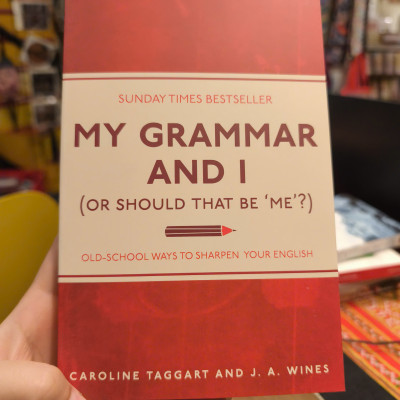 SUNDAY TIMES BESTSELLER
MY GRAMMAR
AND I
(OR SHOULD THAT BE 'ME'?)
OLD-SCHOOL WAYS TO SHARPEN YOUR ENGLISH
CAROLINE TAGGART AND J. A. WINES